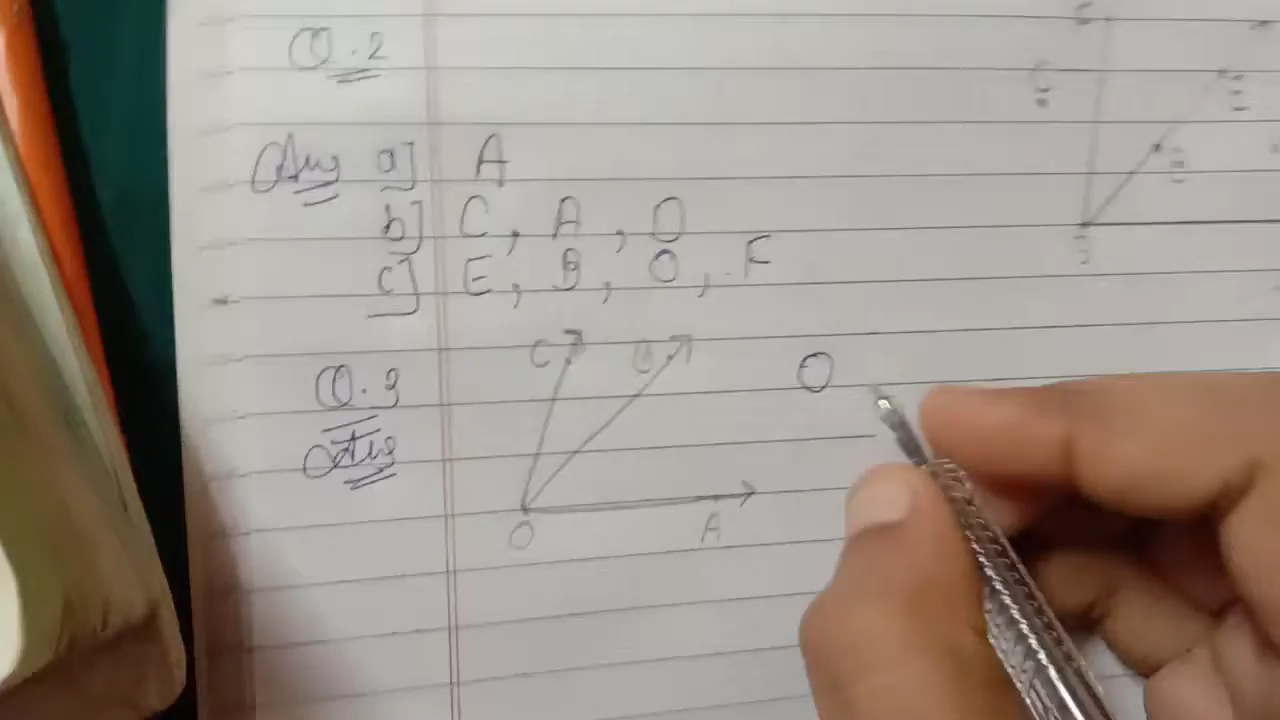 Q.2
Ans a] A
b] C, A, O
c] E, B, O, F
Q.3
Ans
C B O
O A